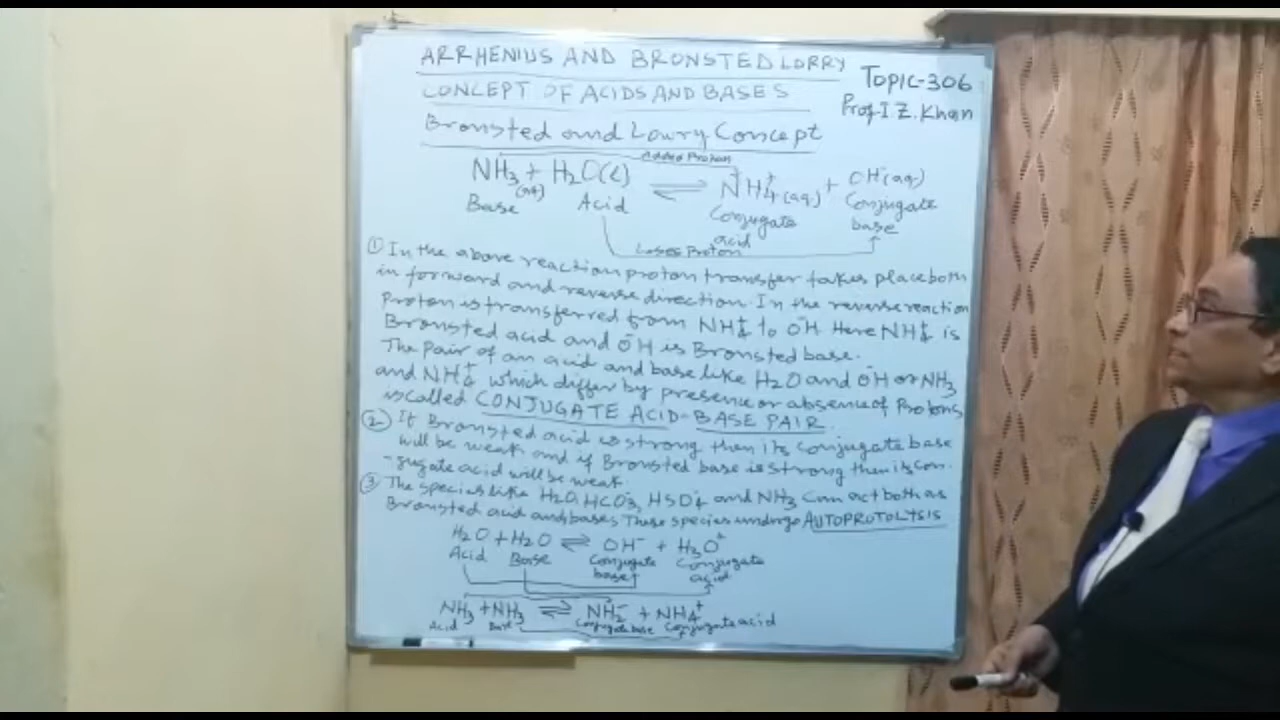 ARRHENIUS AND BRONSTED LORRY
CONCEPT OF ACIDS AND BASES
TOPIC-306
Prof. I. Z. Khan
Bronsted and Lowry Concept
Added Proton
NH3 + H2O(l) ⇌ NH4+(aq) + OH-(aq)
(aq)
Base Acid Conjugate acid Conjugate base
Loses Proton
① In the above reaction proton transfer takes place both
in forward and reverse direction. In the reverse reaction
Proton is transferred from NH4+ to OH- Here NH4+ is
Bronsted acid and OH- is Bronsted base.
The Pair of an acid and base like H2O and OH- or NH3
and NH4+ which differ by presence or absence of Protons
is called CONJUGATE ACID-BASE PAIR.
② If Bronsted acid is strong then its conjugate base
will be weak and if Bronsted base is strong then its con-
-jugate acid will be weak.
③ The species like H2O, HCO3-, HSO4- and NH3 can act both as
Bronsted acid and bases These species undergo AUTOPROTOLYSIS
H2O + H2O ⇌ OH- + H3O+
Acid Base Conjugate base Conjugate acid
NH3 + NH3 ⇌ NH2- + NH4+
Acid Base Conjugate base Conjugate acid